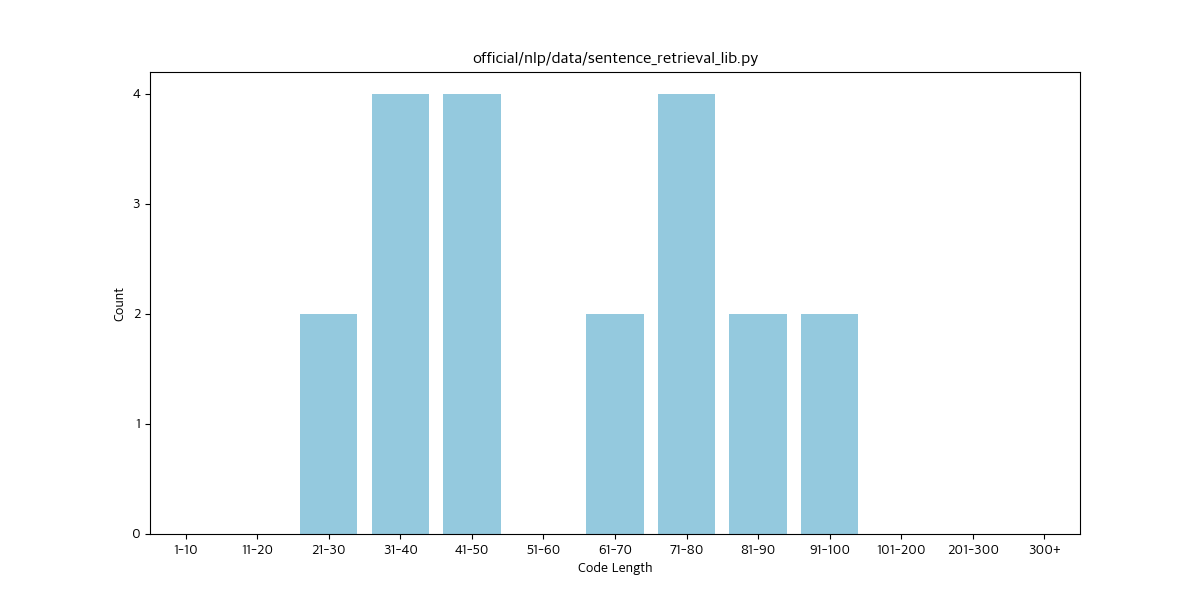 official/nlp/data/sentence_retrieval_lib.py
4
3
2
1
0
Count
1-10 11-20 21-30 31-40 41-50 51-60 61-70 71-80 81-90 91-100 101-200 201-300 300+
Code Length